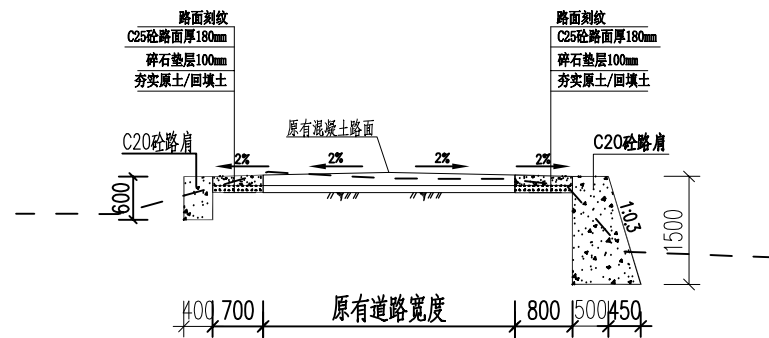 路面刻纹
C25砼路面厚180mm
碎石垫层100mm
夯实原土/回填土
路面刻纹
C25砼路面厚180mm
碎石垫层100mm
夯实原土/回填土
C20砼路肩
原有混凝土路面
C20砼路肩
2%
2%
2%
2%
600
1:0.3
1500
400
700
原有道路宽度
800
500
450